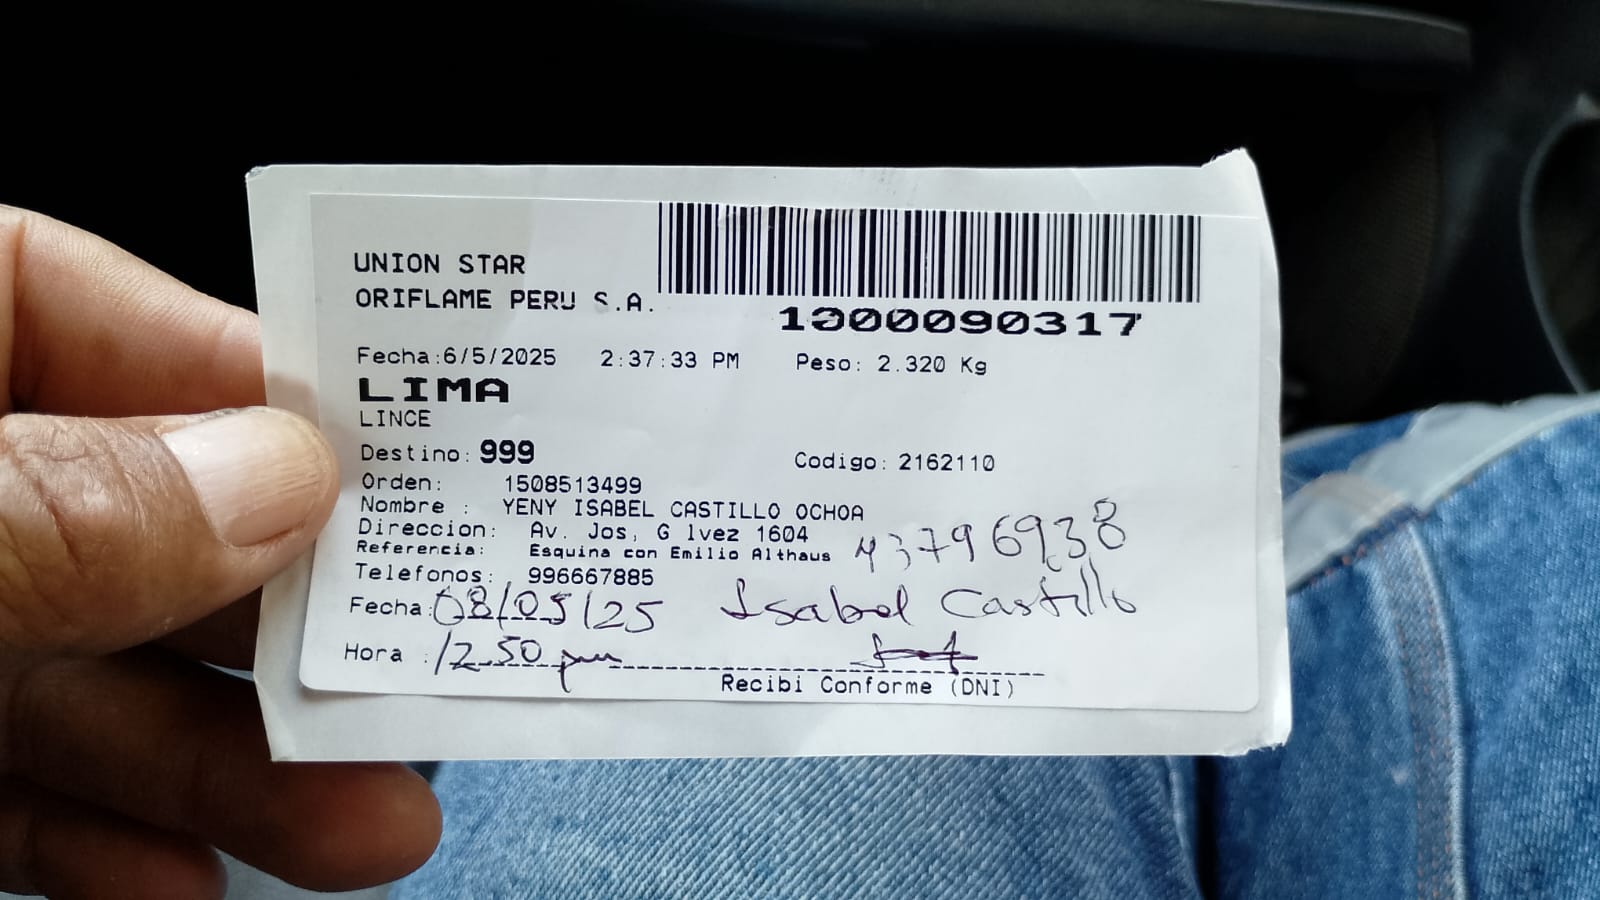 UNION STAR
ORIFLAME PERU S.A.
1000090317
Fecha:6/5/2025 2:37:33 PM Peso: 2.320 Kg
LIMA
LINCE
Destino: 999 Codigo: 2162110
Orden: 1508513499
Nombre : YENY ISABEL CASTILLO OCHOA
Direccion: Av. Jos, G lvez 1604
Referencia: Esquina con Emilio Althaus 43796938
Telefonos: 996667885
Fecha: 08/05/25 Isabel Castillo
Hora : 12.50 pm
Recibi Conforme (DNI)